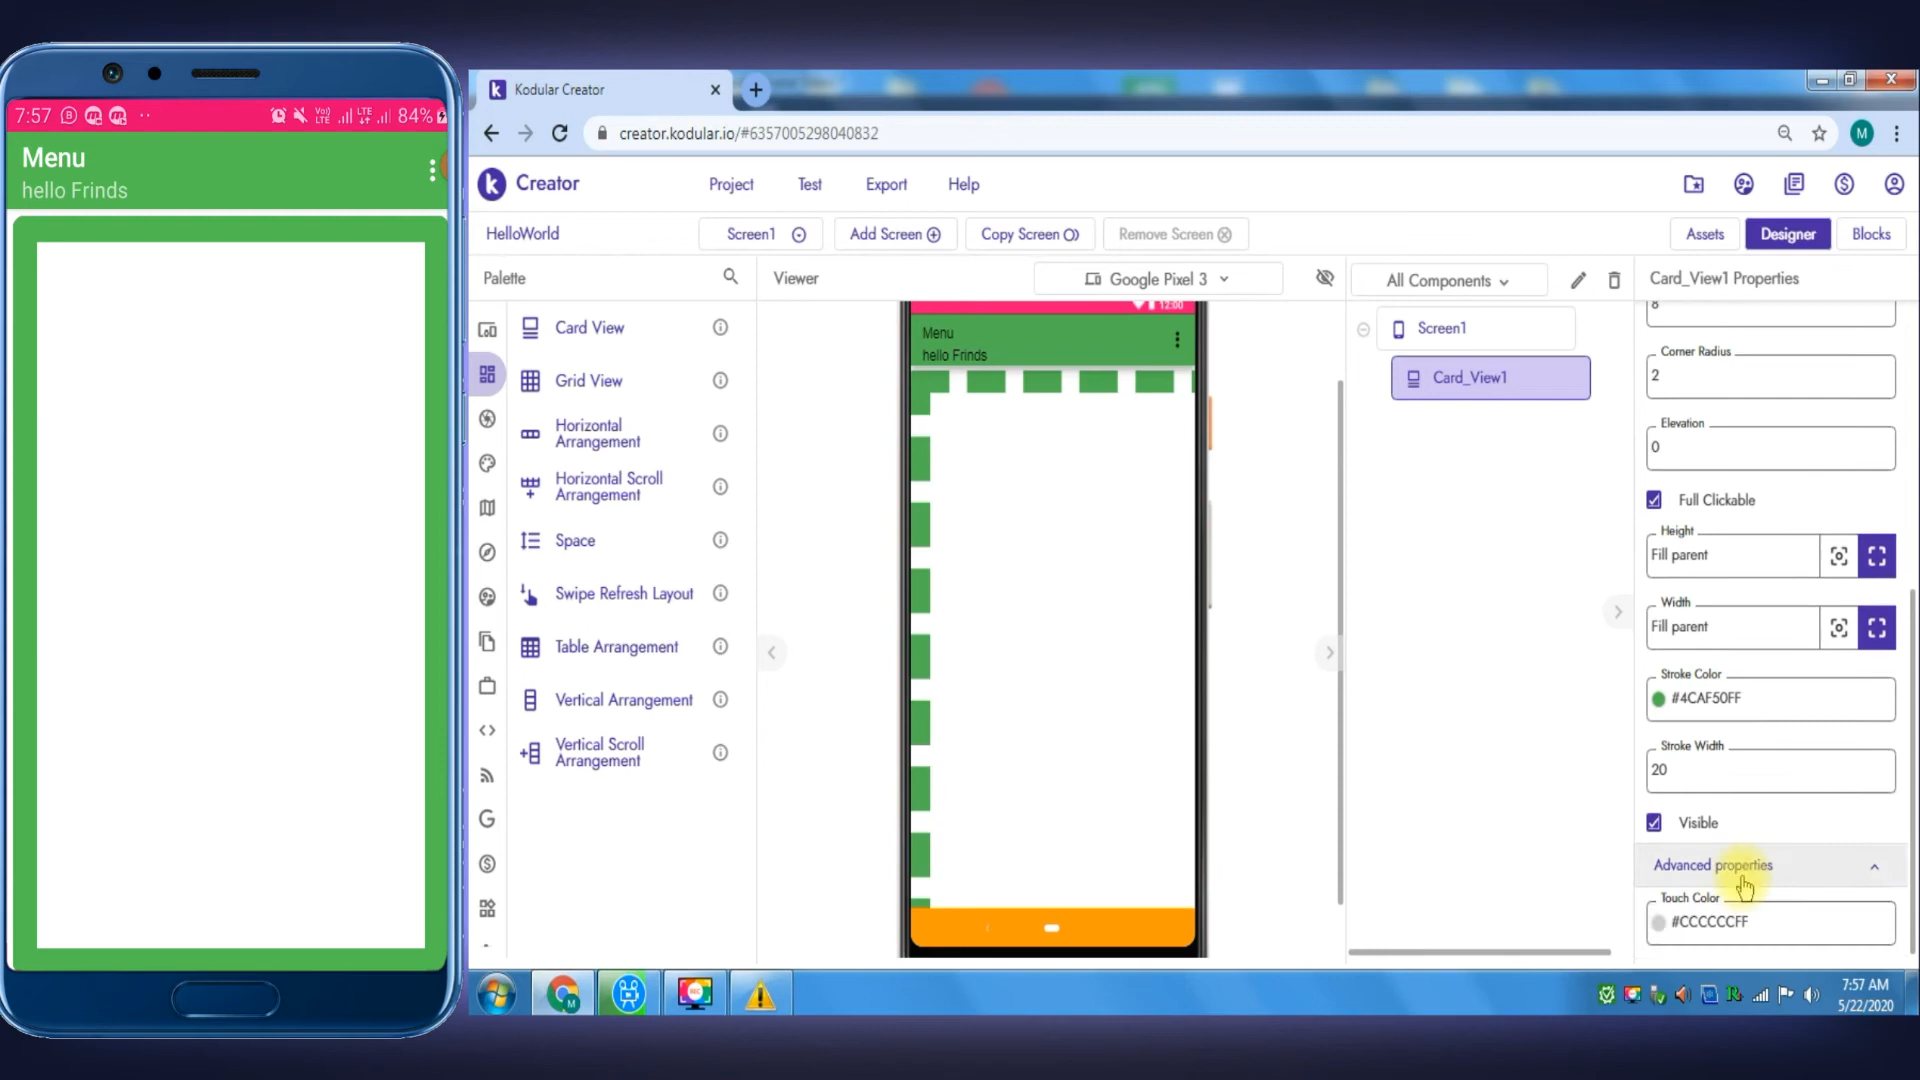 7:57
84%
Menu
hello Frinds
Kodular Creator
creator.kodular.io/#6357005298040832
M
Creator
Project
Test
Export
Help
HelloWorld
Screen1
Add Screen
Copy Screen
Remove Screen
Assets
Designer
Blocks
Palette
Viewer
Google Pixel 3
All Components
Card_View1 Properties
Card View
Grid View
Horizontal
Arrangement
Horizontal Scroll
Arrangement
Space
Swipe Refresh Layout
Table Arrangement
Vertical Arrangement
Vertical Scroll
Arrangement
12:00
Menu
hello Frinds
Screen1
Card_View1
8
Corner Radius
2
Elevation
0
Full Clickable
Height
Fill parent
Width
Fill parent
Stroke Color
#4CAF50FF
Stroke Width
20
Visible
Advanced properties
Touch Color
#CCCCCCFF
REC
7:57 AM
5/22/2020